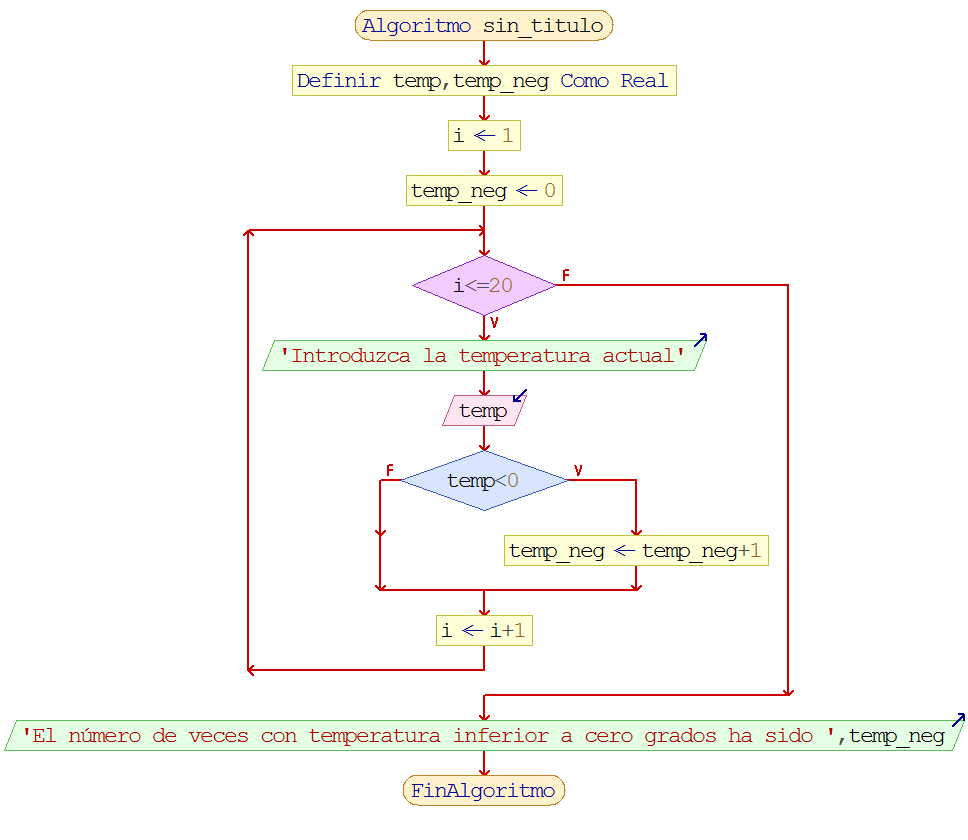 Algoritmo sin_titulo
Definir temp,temp_neg Como Real
i ← 1
temp_neg ← 0
i<=20
F
V
'Introduzca la temperatura actual'
temp
temp<0
F
V
temp_neg ← temp_neg+1
i ← i+1
'El número de veces con temperatura inferior a cero grados ha sido ',temp_neg
FinAlgoritmo